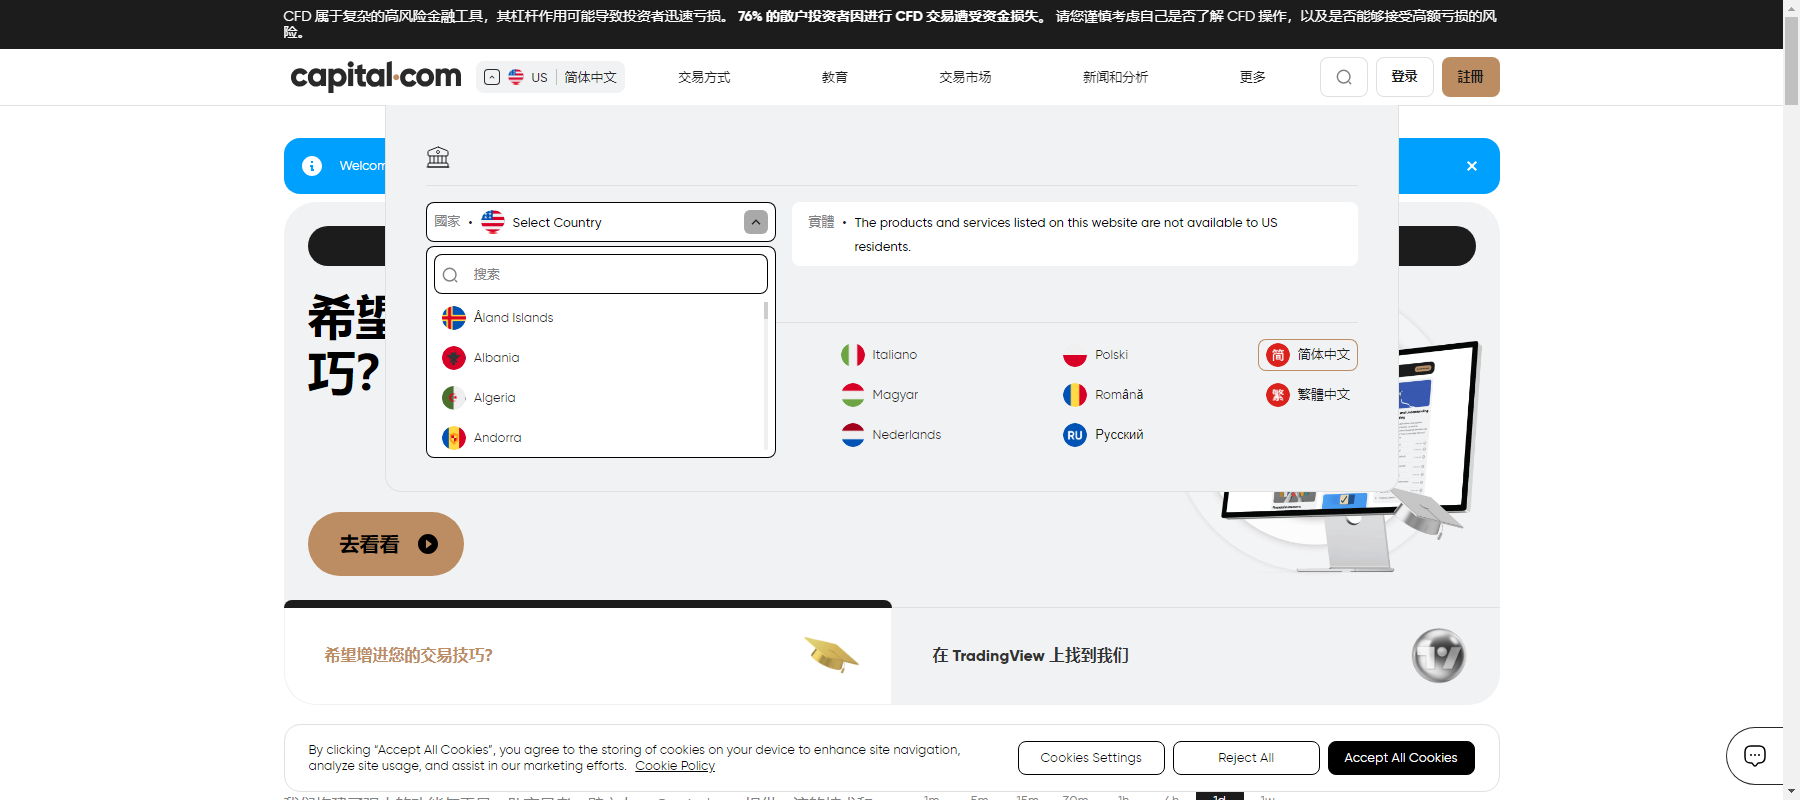 CFD 属于复杂的高风险金融工具，其杠杆作用可能导致投资者迅速亏损。 76% 的散户投资者因进行 CFD 交易遭受资金损失。 请您谨慎考虑自己是否了解 CFD 操作，以及是否能够接受高额亏损的风
险。
capital.com
US 简体中文
交易方式
教育
交易市场
新闻和分析
更多
登录
註冊
Welcom
國家 • Select Country
實體 • The products and services listed on this website are not available to US
residents.
搜索
Åland Islands
Albania
Algeria
Andorra
Italiano
Polski
简 简体中文
Magyar
Română
繁 繁體中文
Nederlands
RU Русский
希望
巧？
去看看
希望增进您的交易技巧?
在 TradingView 上找到我们
By clicking “Accept All Cookies”, you agree to the storing of cookies on your device to enhance site navigation,
analyze site usage, and assist in our marketing efforts. Cookie Policy
Cookies Settings
Reject All
Accept All Cookies
1m 5m 15m 30m 1h 4h 1d 1w